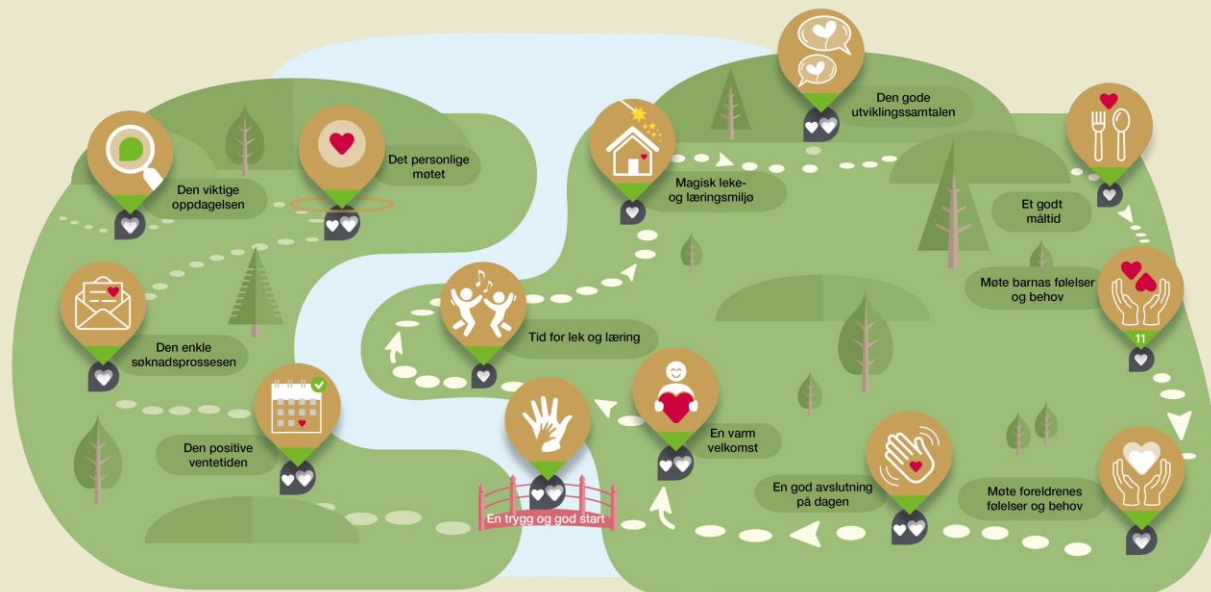 Den viktige
oppdagelsen
Det personlige
møtet
Den enkle
søknadsprossesen
Den positive
ventetiden
En trygg og god start
En varm
velkomst
Tid for lek og læring
Magisk leke-
og læringsmiljø
Den gode
utviklingssamtalen
Et godt
måltid
Møte barnas følelser
og behov
11
Møte foreldrenes
følelser og behov
En god avslutning
på dagen